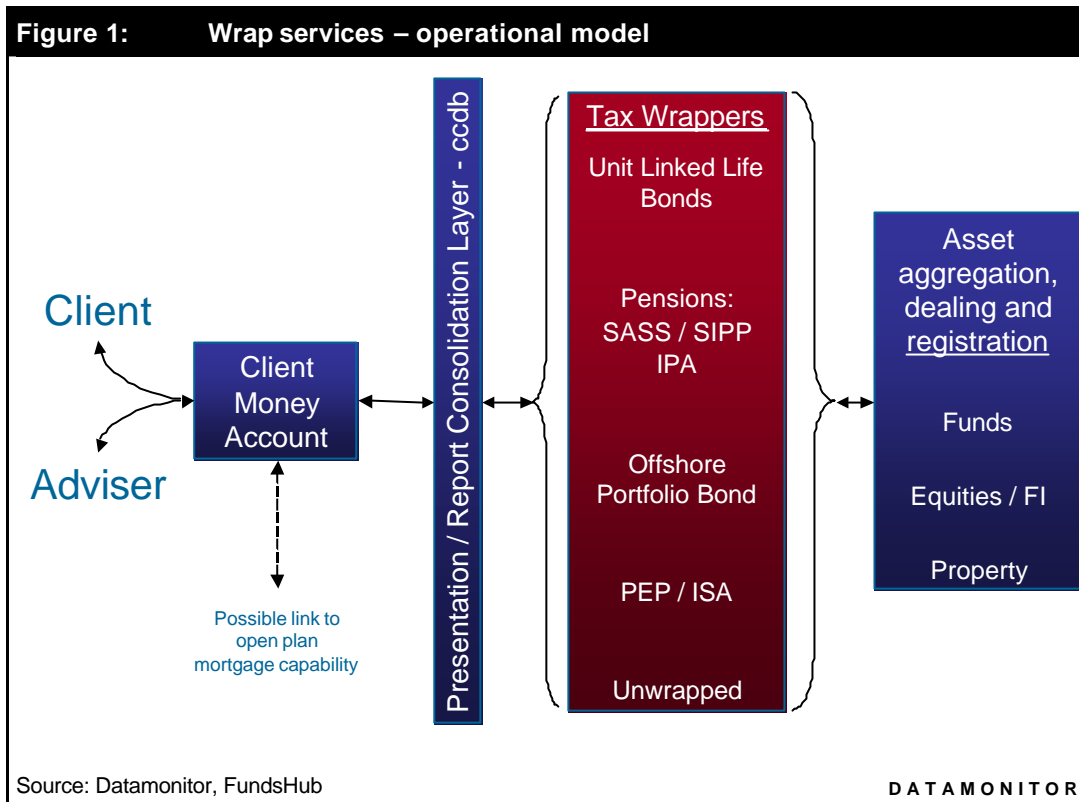 Figure 1: Wrap services – operational model
Client
Adviser
Client
Money
Account
Possible link to
open plan
mortgage capability
Presentation / Report Consolidation Layer - ccdb
Tax Wrappers
Unit Linked Life
Bonds
Pensions:
SASS / SIPP
IPA
Offshore
Portfolio Bond
PEP / ISA
Unwrapped
Asset
aggregation,
dealing and
registration
Funds
Equities / FI
Property
Source: Datamonitor, FundsHub
DATAMONITOR